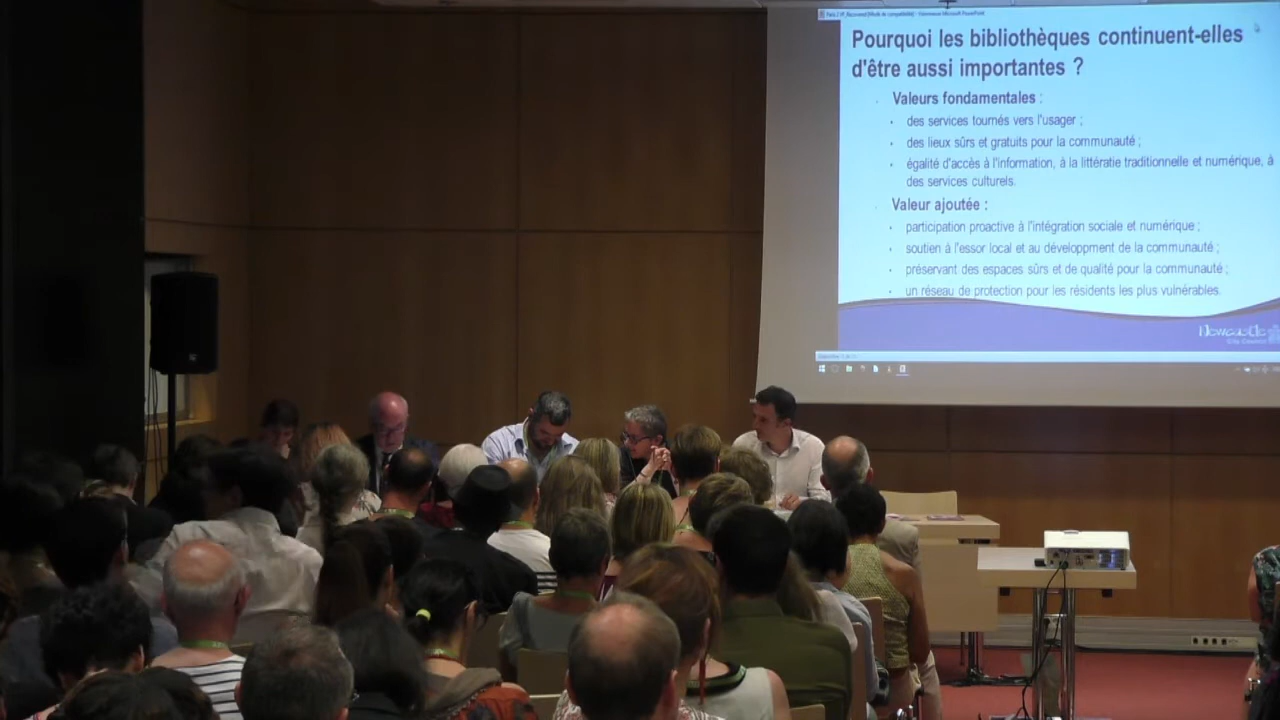 Pourquoi les bibliothèques continuent-elles
d'être aussi importantes ?
Valeurs fondamentales :
des services tournés vers l'usager ;
des lieux sûrs et gratuits pour la communauté ;
égalité d'accès à l'information, à la littératie traditionnelle et numérique, à
des services culturels.
Valeur ajoutée :
participation proactive à l'intégration sociale et numérique ;
soutien à l'essor local et au développment de la communauté ;
préservant des espaces sûrs et de qualité pour la communauté ;
un réseau de protection pour les résidents les plus vulnérables.
Newcastle
City Council